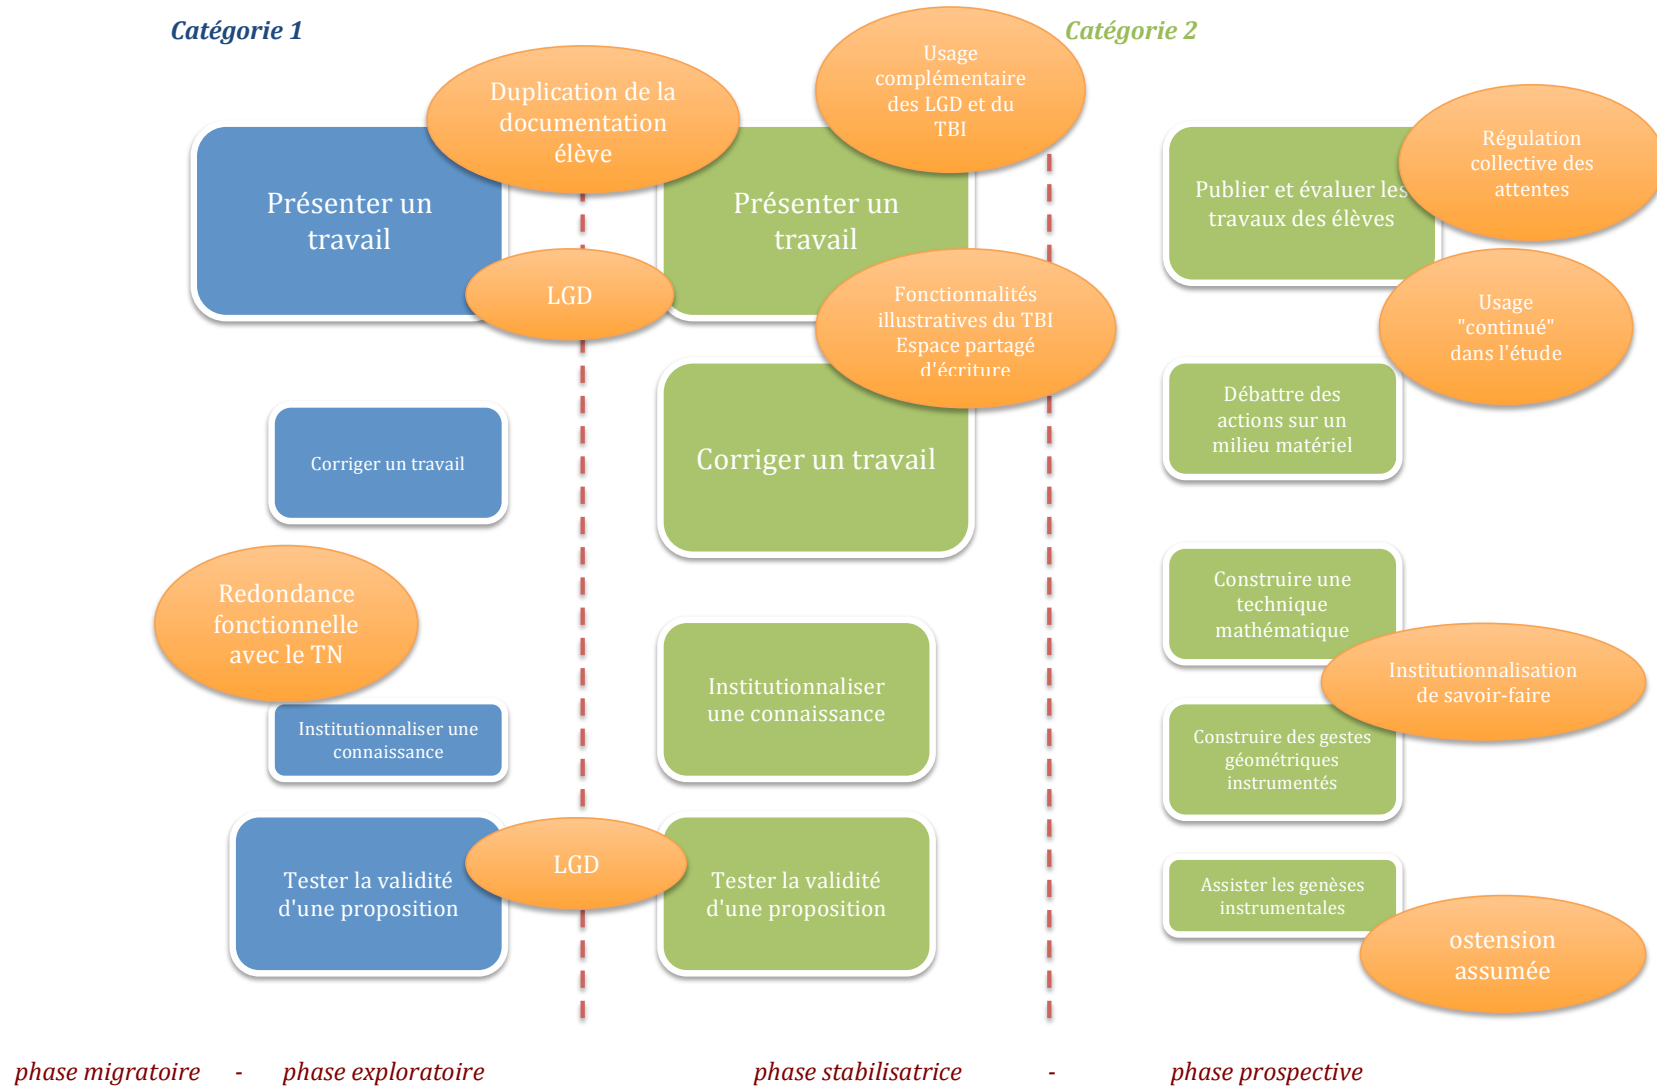 Catégorie 1
Catégorie 2
Duplication de la
documentation
élève
Usage
complémentaire
des LGD et du
TBI
Régulation
collective des
attentes
Présenter un
travail
Présenter un
travail
Publier et évaluer les
travaux des élèves
LGD
Fonctionnalités
illustratives du TBI
Espace partagé
d'écriture
Usage
"continué"
dans l'étude
Corriger un travail
Corriger un travail
Débattre des
actions sur un
milieu matériel
Redondance
fonctionnelle
avec le TN
Construire une
technique
mathématique
Institutionnaliser
une connaissance
Institutionnalisation
de savoir-faire
Institutionnaliser une
connaissance
Construire des gestes
géométriques
instrumentés
Tester la validité
d'une proposition
LGD
Tester la validité
d'une proposition
Assister les genèses
instrumentales
ostension
assumée
phase migratoire - phase exploratoire phase stabilisatrice - phase prospective